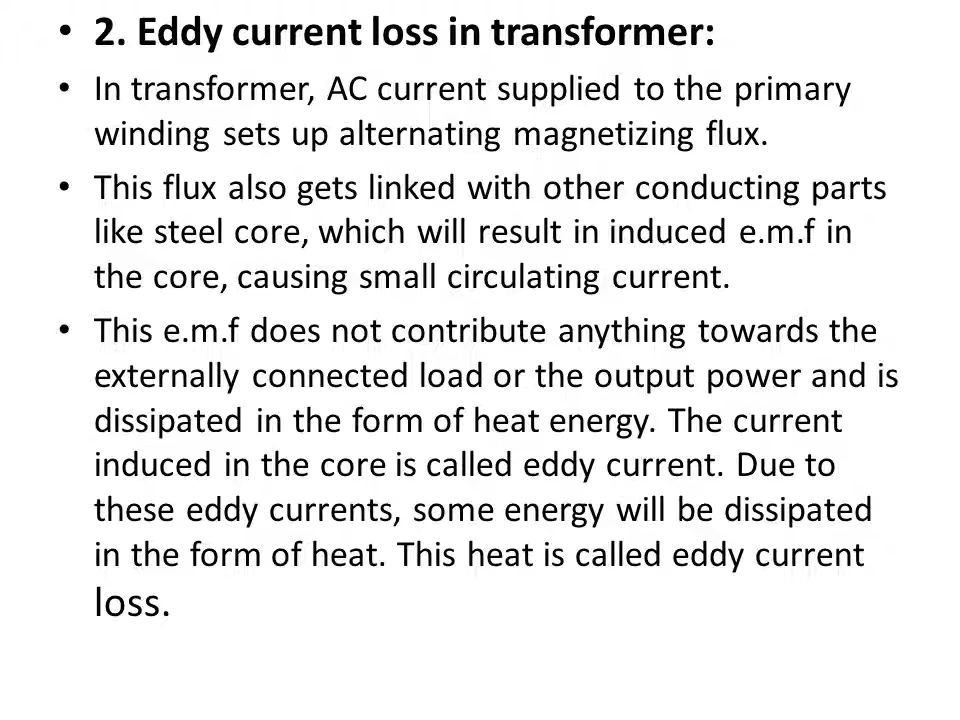 • 2. Eddy current loss in transformer:
• In transformer, AC current supplied to the primary
winding sets up alternating magnetizing flux.
• This flux also gets linked with other conducting parts
like steel core, which will result in induced e.m.f in
the core, causing small circulating current.
• This e.m.f does not contribute anything towards the
externally connected load or the output power and is
dissipated in the form of heat energy. The current
induced in the core is called eddy current. Due to
these eddy currents, some energy will be dissipated
in the form of heat. This heat is called eddy current
loss.